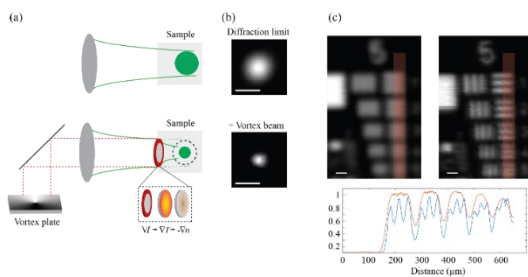 (a)
Sample
Sample
Vortex plate
∇I → ∇T → -∇n
(b)
Diffraction limit
+ Vortex beam
(c)
5
5
1
0.8
0.6
0.4
0.2
0
100
200
300
400
500
600
Distance (μm)